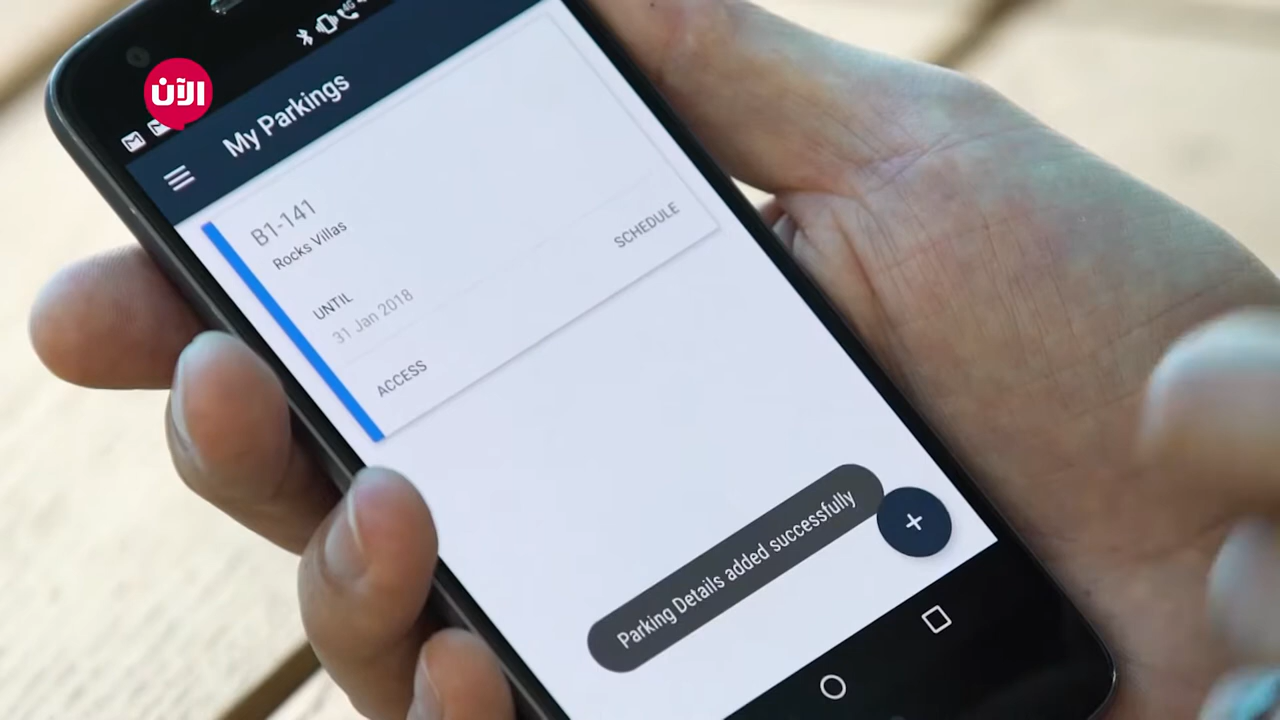 الآن
My Parkings
B1-141
Rocks Villas
UNTIL
31 Jan 2018
ACCESS
SCHEDULE
Parking Details added successfully
+